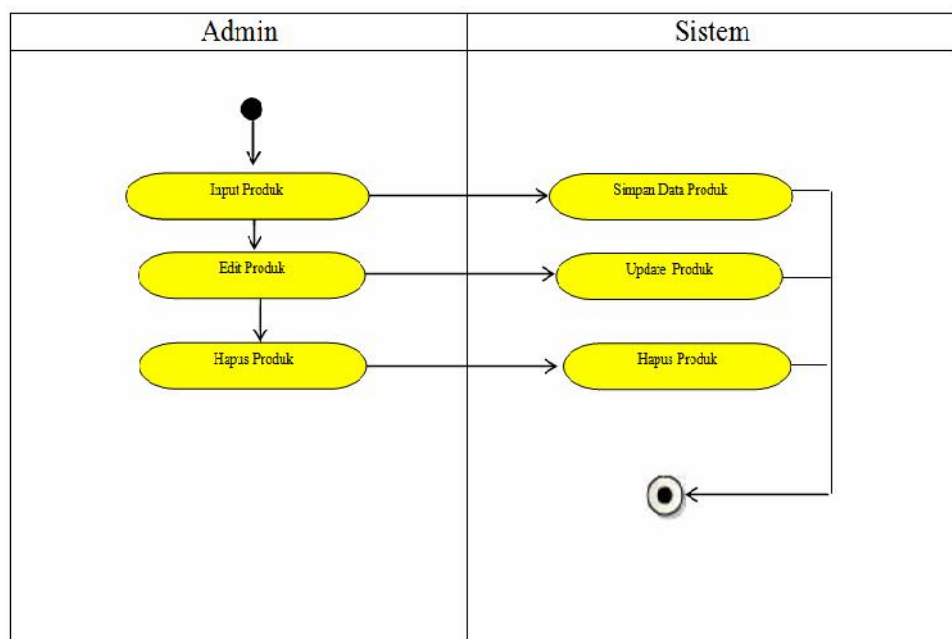 Admin
Sistem
Input Produk
Simpan Data Produk
Edit Produk
Update Produk
Hapus Produk
Hapus Produk